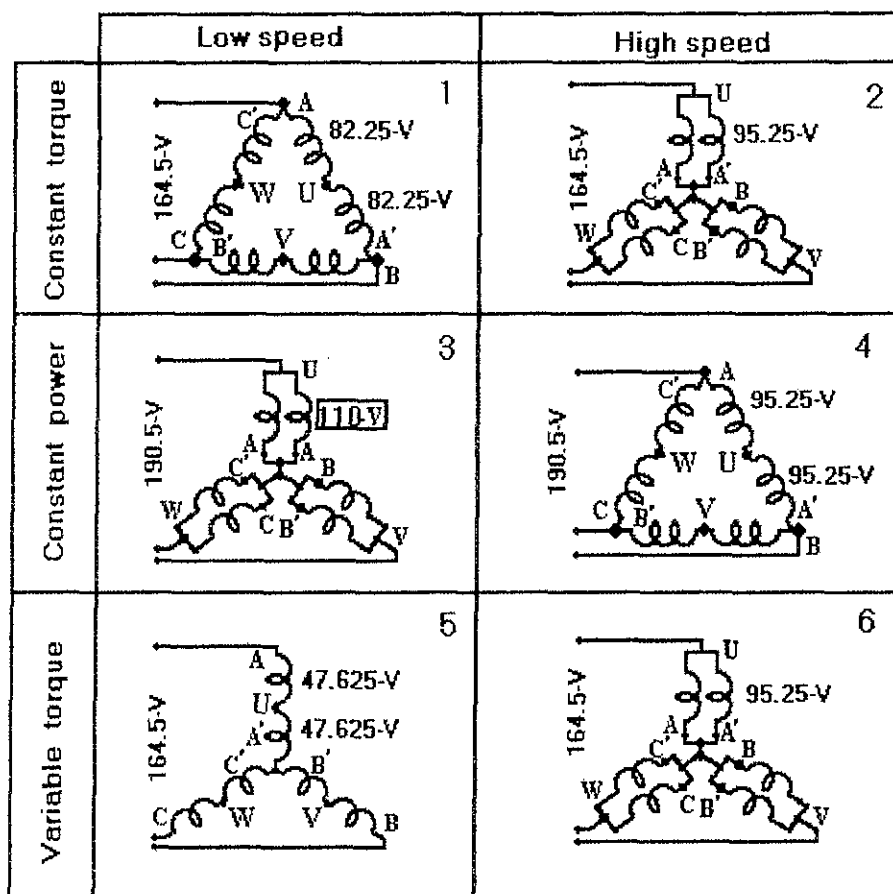 Low speed
High speed
Constant torque
1
A
C'
82.25-V
164.5-V
W
U
82.25-V
C
B'
V
A'
B
2
U
95.25-V
164.5-V
A
A'
C'
B
W
C
B'
V
Constant power
3
U
110-V
190.5-V
A
A
C'
B
W
C
B'
V
4
A
C'
95.25-V
190.5-V
W
U
95.25-V
C
B'
V
A'
B
Variable torque
5
A
47.625-V
164.5-V
U
47.625-V
A'
C'
B'
C
W
V
B
6
U
95.25-V
164.5-V
A
A'
C'
B
W
C
B'
V